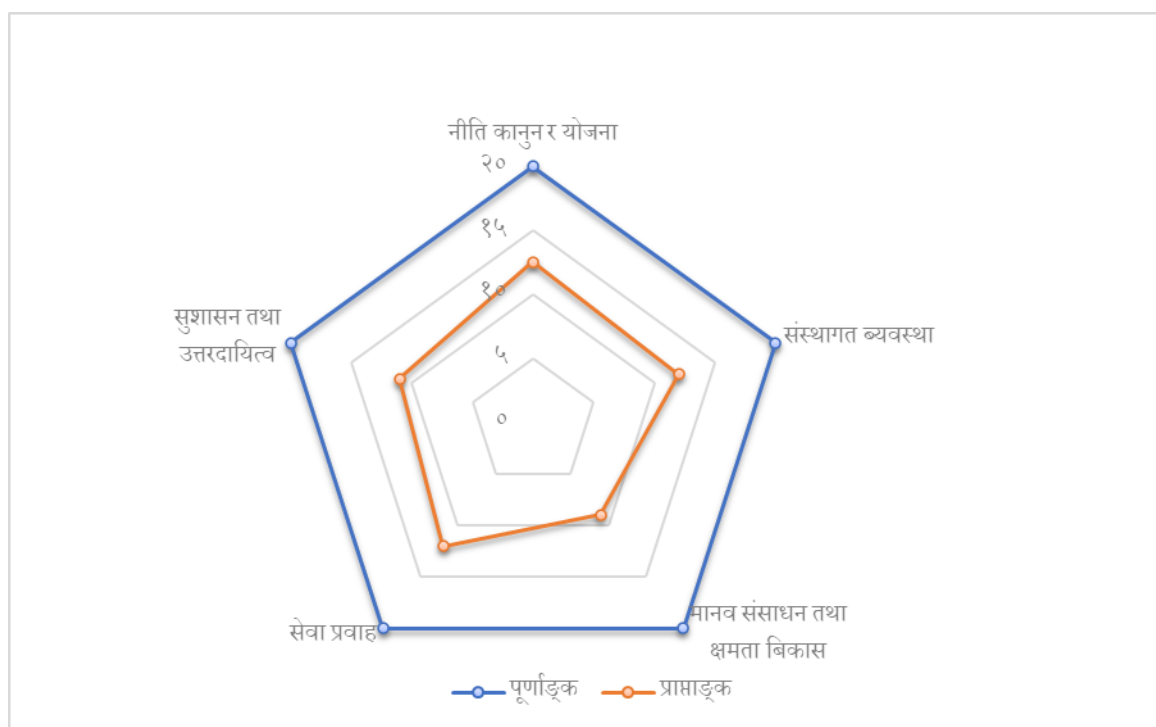 नीति कानुन र योजना
२०
१५
१०
५
०
संस्थागत ब्यवस्था
सुशासन तथा
उत्तरदायित्व
मानव संसाधन तथा
क्षमता बिकास
सेवा प्रवाह
पूर्णाङ्क
प्राप्ताङ्क